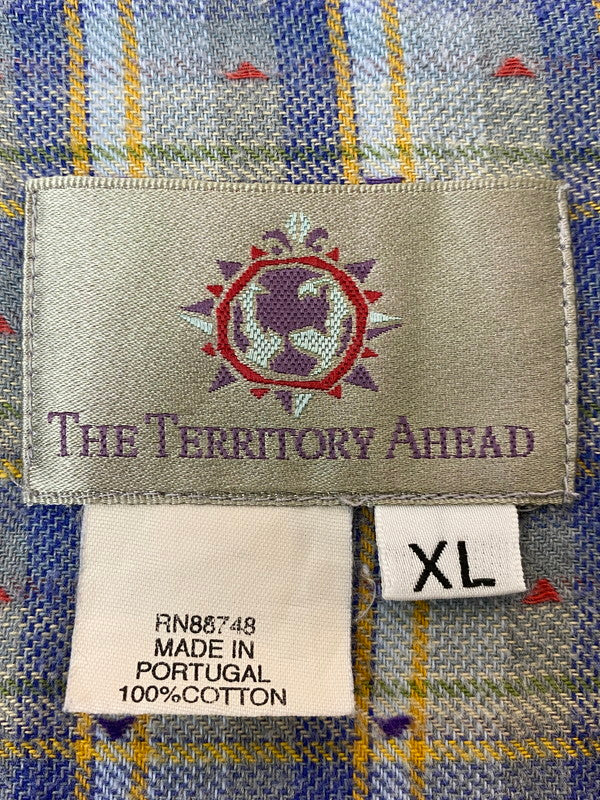 THE TERRITORY AHEAD
XL
RN88748
MADE IN
PORTUGAL
100%COTTON